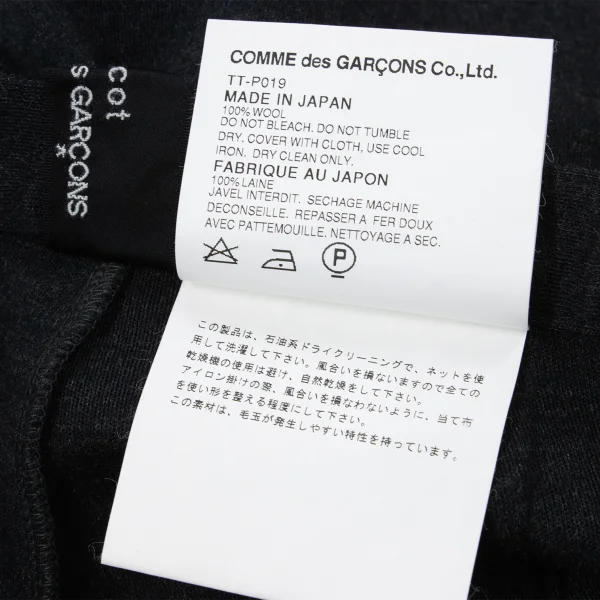 cot
s GARÇONS
COMME des GARÇONS Co.,Ltd.
TT-P019
MADE IN JAPAN
100% WOOL
DO NOT BLEACH. DO NOT TUMBLE
DRY. COVER WITH CLOTH, USE COOL
IRON. DRY CLEAN ONLY,
FABRIQUE AU JAPON
100% LAINE
JAVEL INTERDIT. SECHAGE MACHINE
DECONSEILLE. REPASSER A FER DOUX
AVEC PATTEMOUILLE, NETTOYAGE A SEC.
P
この製品は、石油系ドライクリーニングで、ネットを使
用して洗濯して下さい。風合いを損ないますので全ての
乾燥機の使用は避け、自然乾燥をして下さい。
アイロン掛けの際、風合いを損なわないように、当て布
を使い形を整える程度にして下さい。
この素材は、毛玉が発生しやすい特性を持っています。